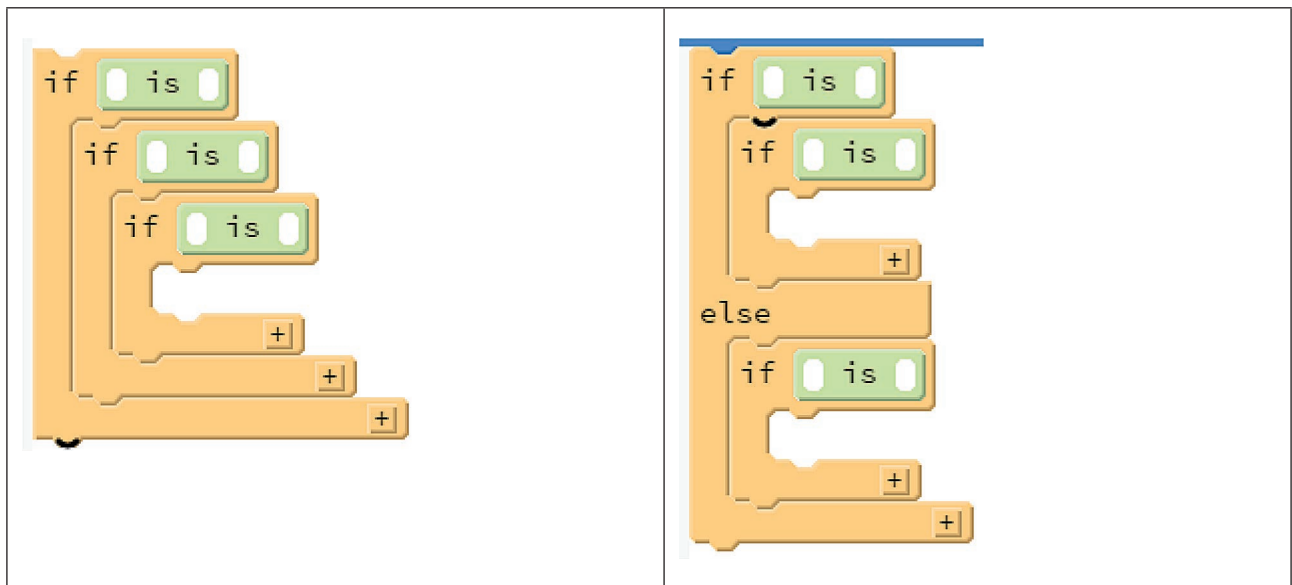 if is
if is
if is
+
+
+
if is
if is
+
else
if is
+
+